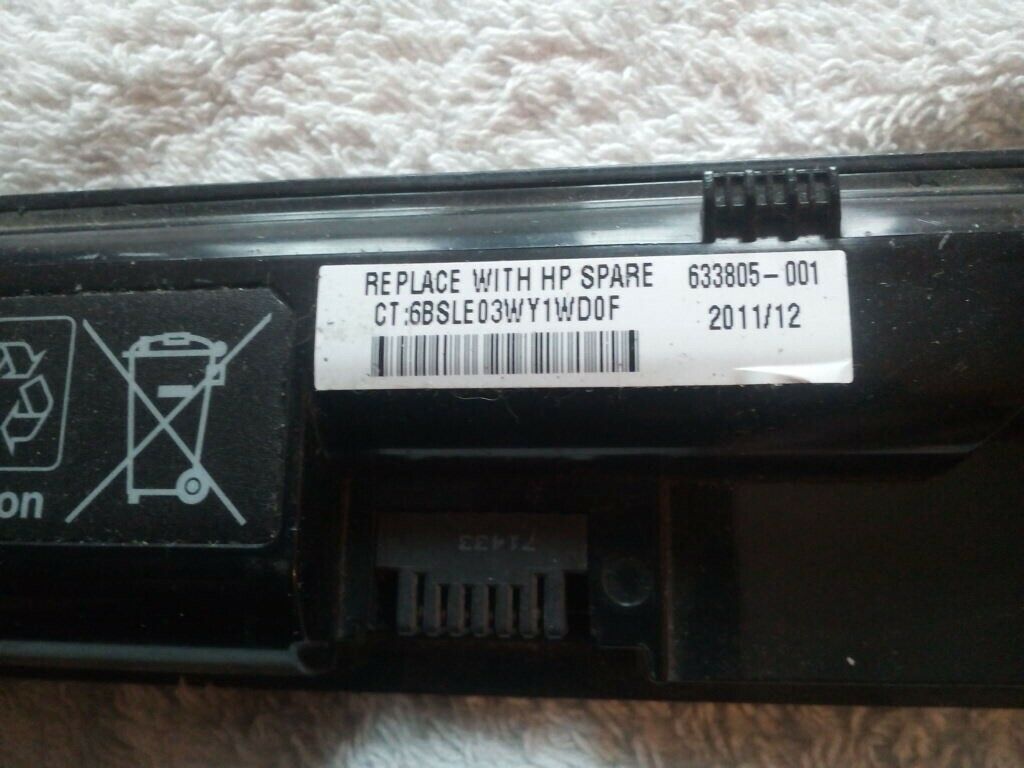 REPLACE WITH HP SPARE 633805-001
CT:6BSLE03WY1WD0F 2011/12
on
71433